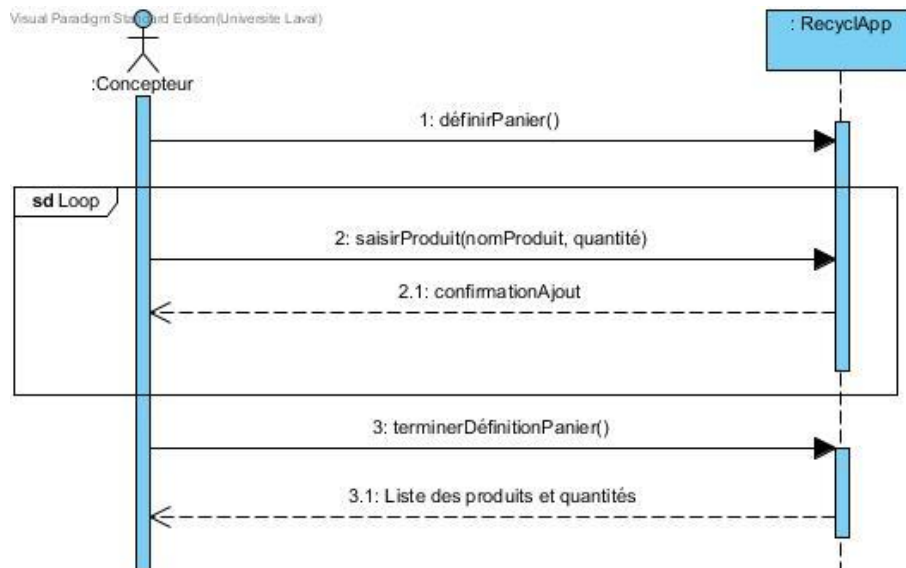 Visual Paradigm Standard Edition(Universite Laval)
: RecyclApp
:Concepteur
1: définirPanier()
sd Loop
2: saisirProduit(nomProduit, quantité)
2.1: confirmationAjout
3: terminerDéfinitionPanier()
3.1: Liste des produits et quantités